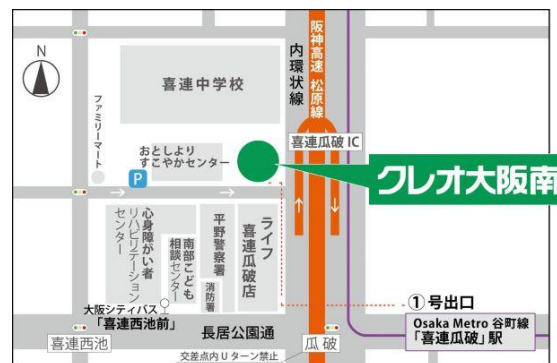 N
喜連中学校
内環状線
阪神高速 松原線
ファミリーマート
おとしより
すこやかセンター
喜連瓜破IC
P
クレオ大阪南
心身障がい者
リハビリテーション
センター
南部こども
相談センター
平野警察署
消防署
ライフ
喜連瓜破店
大阪シティバス
「喜連西池前」
①号出口
Osaka Metro 谷町線
「喜連瓜破」駅
喜連西池
長居公園通
瓜破
交差点内Uターン禁止